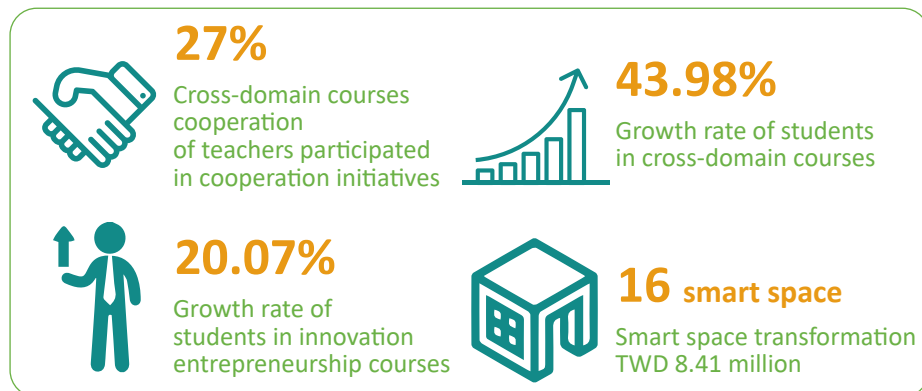 27%
Cross-domain courses
cooperation
of teachers participated
in cooperation initiatives
43.98%
Growth rate of students
in cross-domain courses
20.07%
Growth rate of
students in innovation
entrepreneurship courses
16 smart space
Smart space transformation
TWD 8.41 million